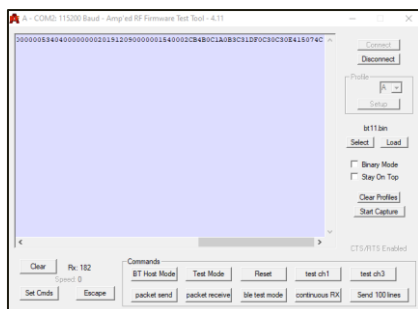 A - COM2: 115200 Baud - Amp'ed RF Firmware Test Tool - 4.11
000000534040000000002015120900000001540002CB4B0C1A0B3C31DF0C30C30E415074C
Connect
Disconnect
Profile
A
Setup
bt11.bin
Select
Load
Binary Mode
Stay On Top
Clear Profiles
Start Capture
CTS/RTS Enabled
Clear
Rx: 182
Speed 0
Set Cmds
Escape
Commands
BT Host Mode
Test Mode
Reset
test ch1
test ch3
packet send
packet receive
ble test mode
continuous RX
Send 100 lines